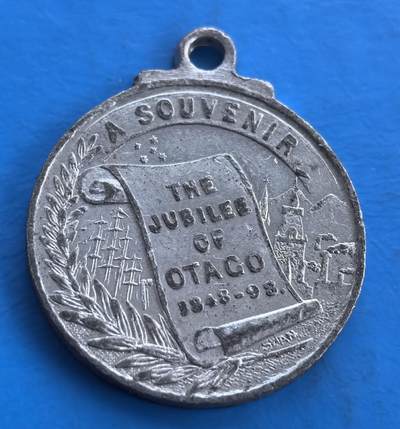 A SOUVENIR
THE
JUBILEE
OF
OTAGO
1848-98.